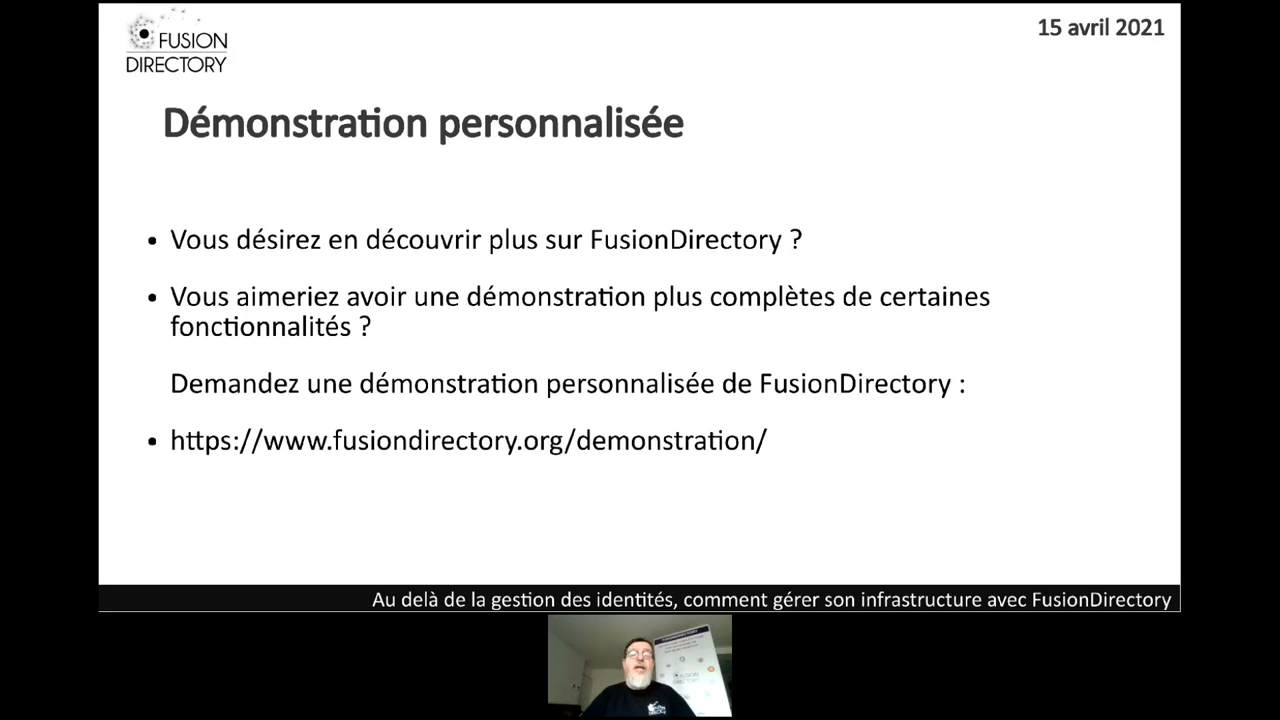 FUSION
DIRECTORY
15 avril 2021
Démonstration personnalisée
• Vous désirez en découvrir plus sur FusionDirectory ?
• Vous aimeriez avoir une démonstration plus complètes de certaines
fonctionnalités ?
Demandez une démonstration personnalisée de FusionDirectory :
• https://www.fusiondirectory.org/demonstration/
Au delà de la gestion des identités, comment gérer son infrastructure avec FusionDirectory
FUSION
DIRECTORY